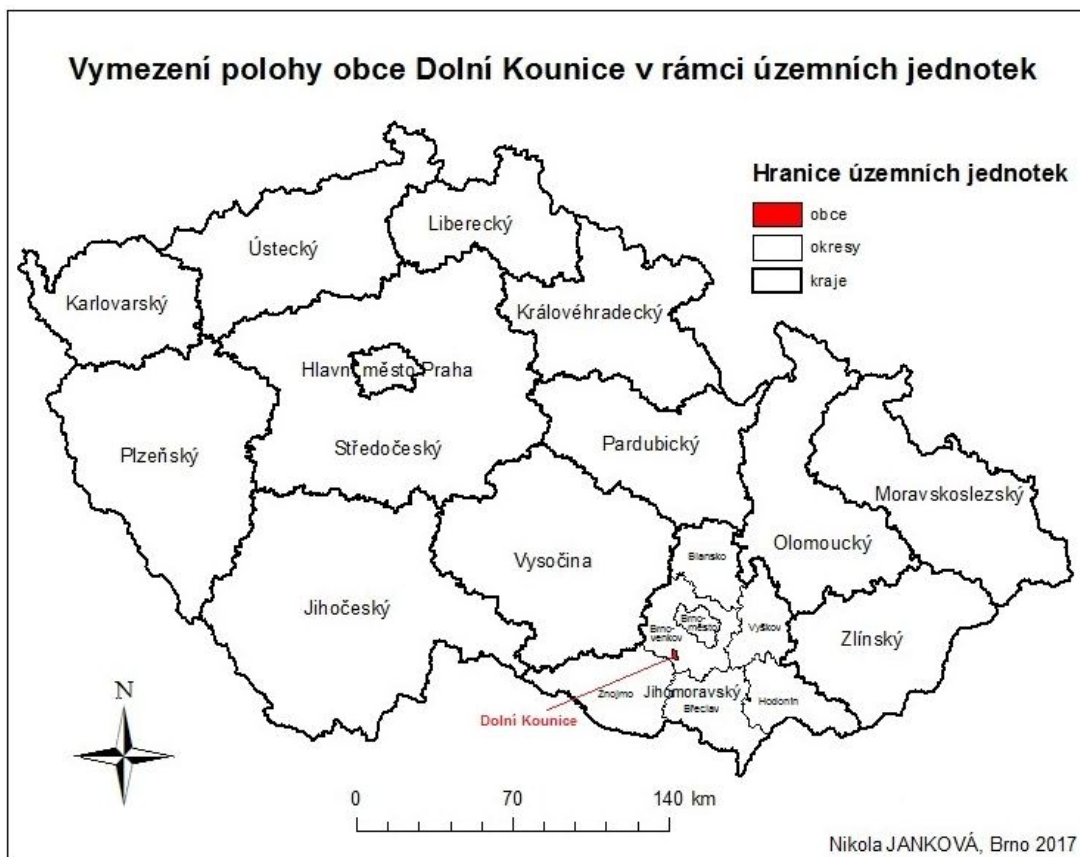 Vymezení polohy obce Dolní Kounice v rámci územních jednotek
Hranice územních jednotek
obce
okresy
kraje
Liberecký
Ústecký
Karlovarský
Královéhradecký
Hlavní město Praha
Plzeňský
Středočeský
Pardubický
Moravskoslezský
Olomoucký
Vysočina
Blansko
Jihočeský
Brno-
město
Brno-
venkov
Vyškov
Zlínský
Znojmo
Jihomoravský
Břeclav
Hodonín
Dolní Kounice
N
0 70 140 km
Nikola JANKOVÁ, Brno 2017